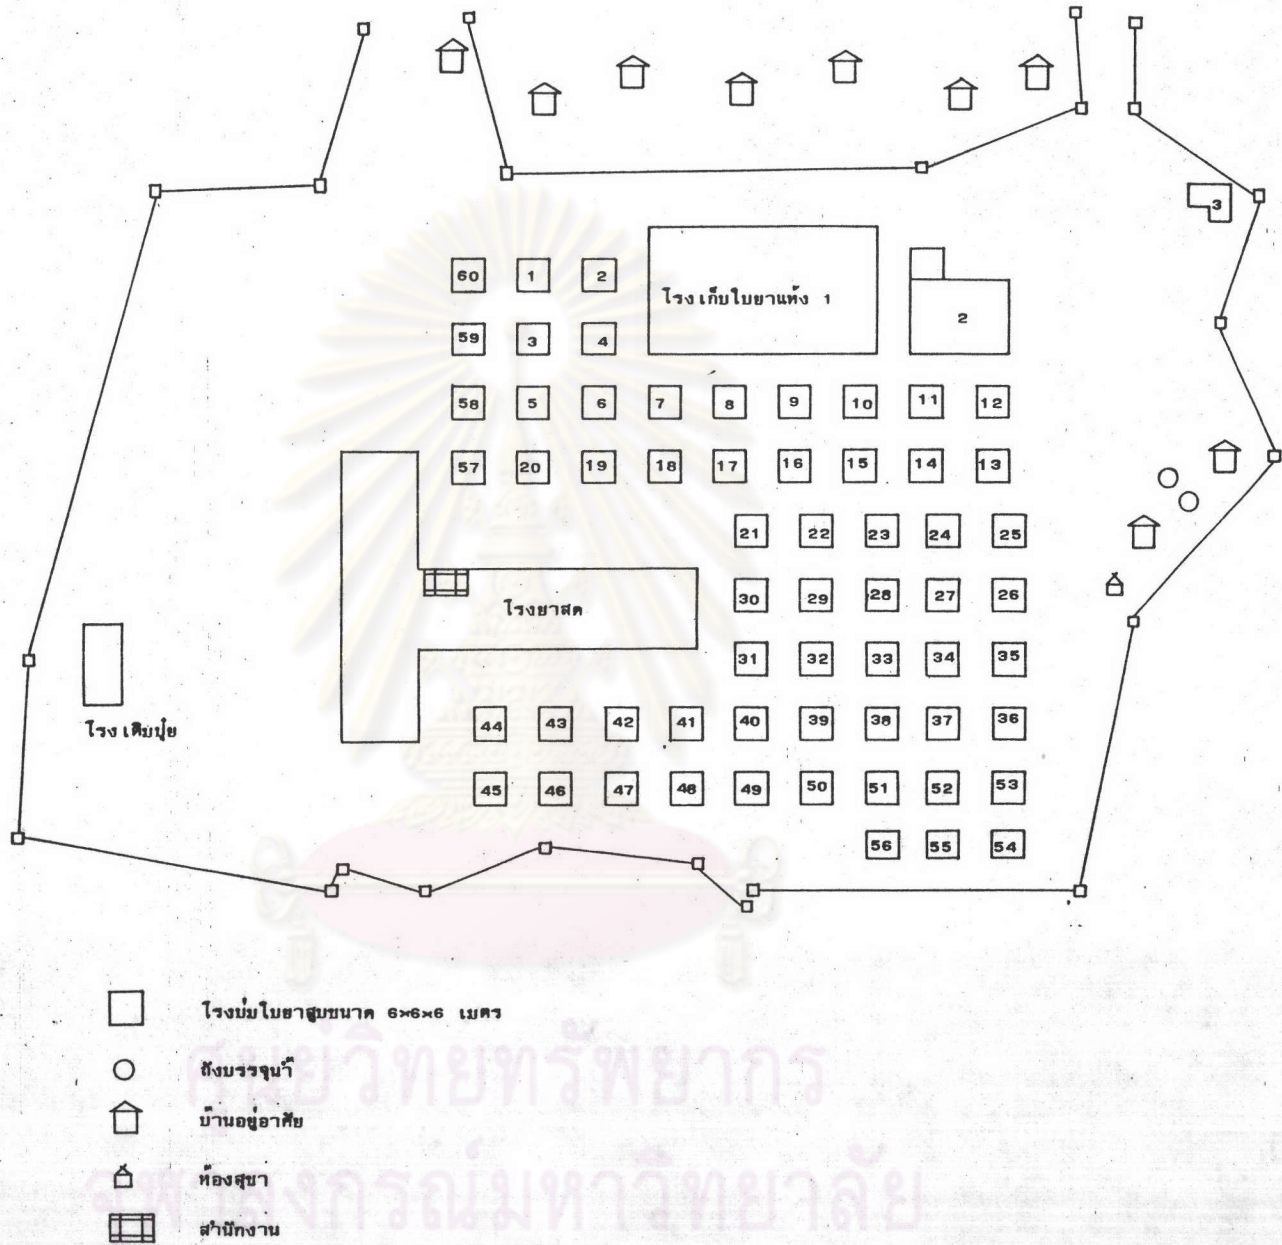 3
60 1 2
โรงเก็บใบยาแห้ง 1
2
59 3 4
58 5 6 7 8 9 10 11 12
57 20 19 18 17 16 15 14 13
21 22 23 24 25
30 29 28 27 26
โรงยาสด
31 32 33 34 35
44 43 42 41 40 39 38 37 36
โรงเก็บปุ๋ย
45 46 47 48 49 50 51 52 53
56 55 54
โรงบ่มใบยาสูบขนาด 6×6×6 เมตร
ถังบรรจุน้ำ
บ้านอยู่อาศัย
ห้องสุขา
สำนักงาน
ศูนย์วิทยทรัพยากร
จุฬาลงกรณ์มหาวิทยาลัย